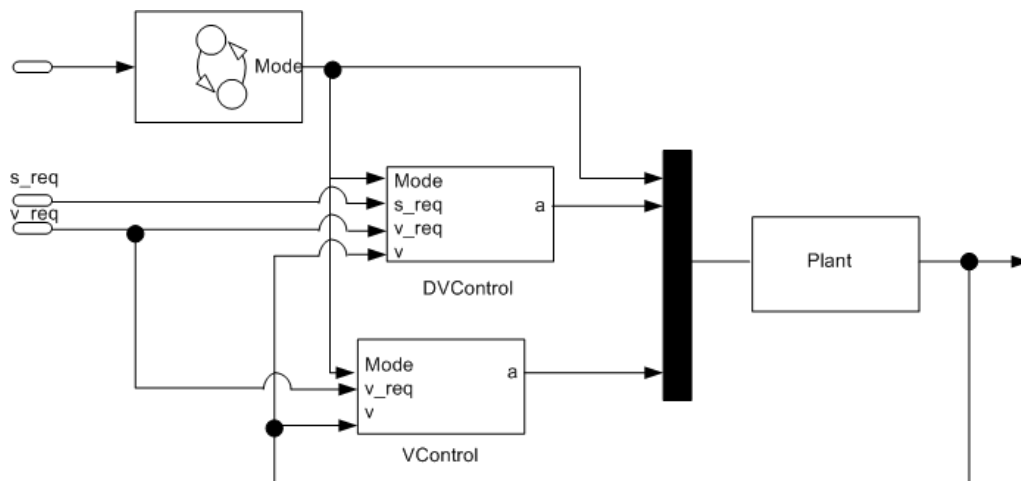 Mode
s_req
v_req
Mode
s_req
v_req
v
a
DVControl
Plant
Mode
v_req
v
a
VControl